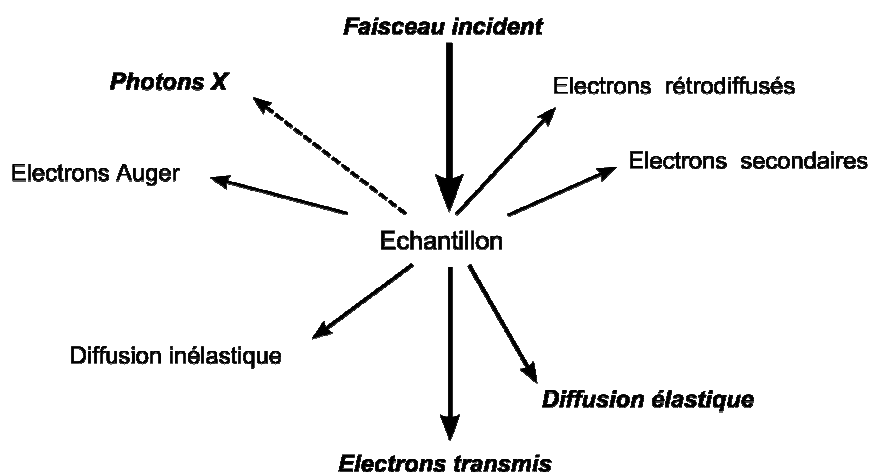 Faisceau incident
Photons X
Electrons rétrodiffusés
Electrons Auger
Electrons secondaires
Echantillon
Diffusion inélastique
Diffusion élastique
Electrons transmis